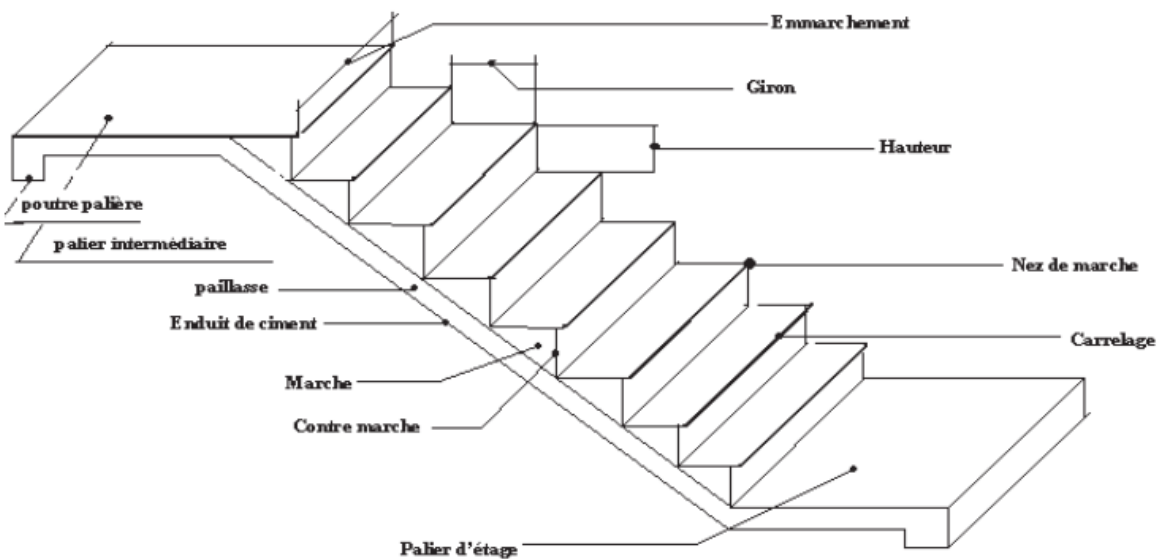 Emmarchement
Giron
Hauteur
poutre palière
palier intermédiaire
Nez de marche
paillasse
Enduit de ciment
Carrelage
Marche
Contre marche
Palier d'étage